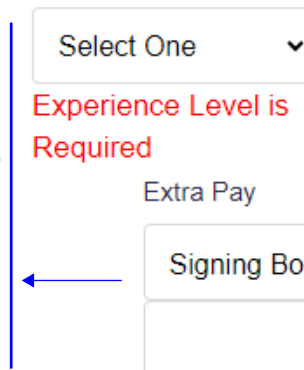 Select One
Experience Level is
Required
Extra Pay
Signing Bo